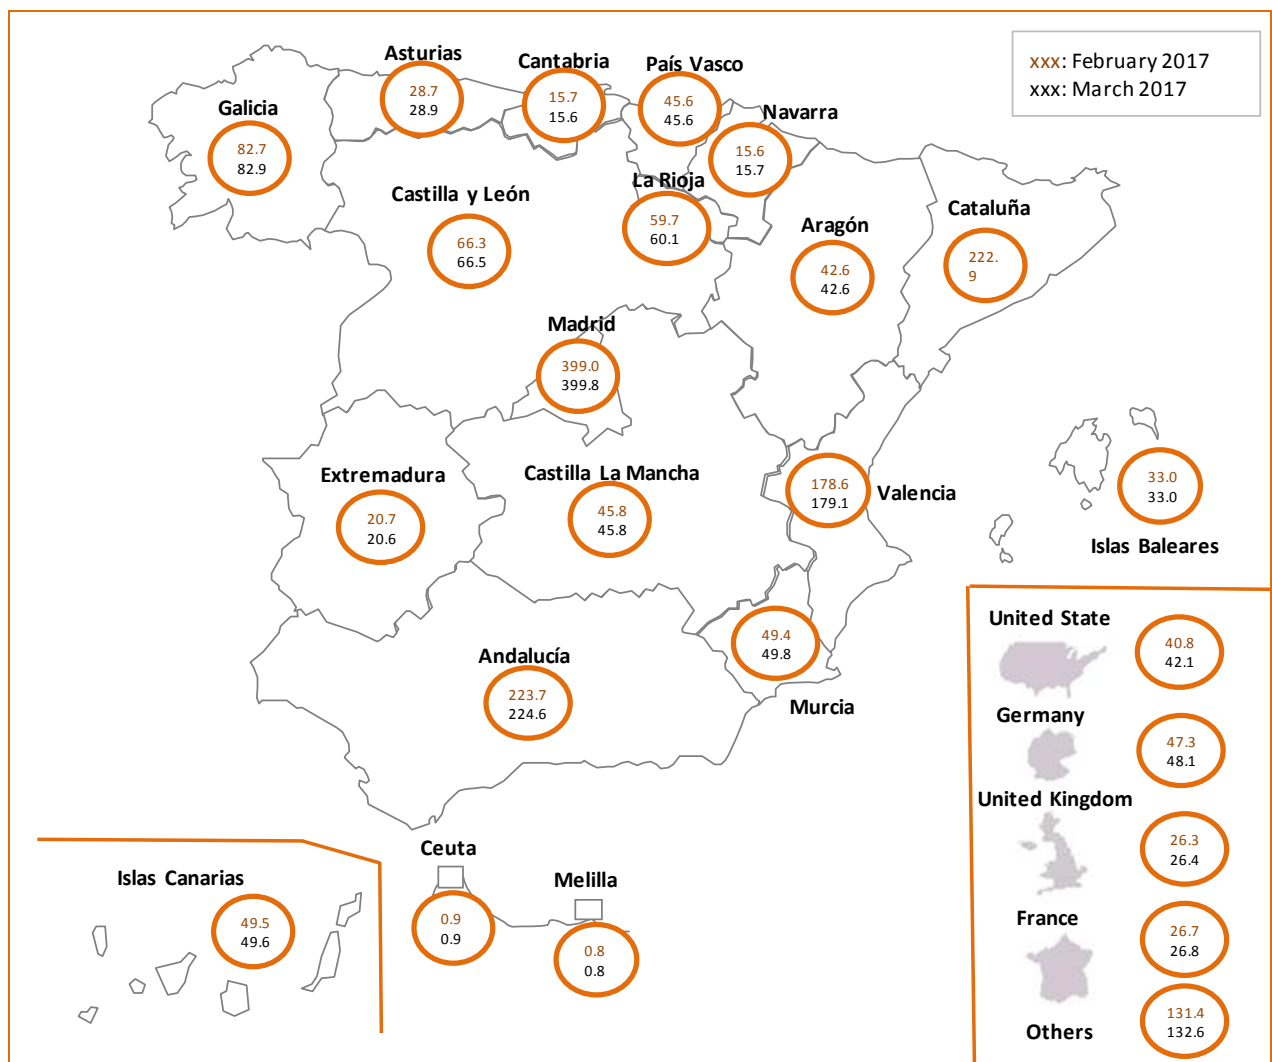 xxx: February 2017
xxx: March 2017
Asturias
28.7
28.9
Cantabria
15.7
15.6
País Vasco
45.6
45.6
Navarra
15.6
15.7
Galicia
82.7
82.9
Castilla y León
66.3
66.5
La Rioja
59.7
60.1
Aragón
42.6
42.6
Cataluña
222.
9
Madrid
399.0
399.8
Extremadura
20.7
20.6
Castilla La Mancha
45.8
45.8
178.6
179.1
Valencia
33.0
33.0
Islas Baleares
Andalucía
223.7
224.6
49.4
49.8
Murcia
United State
40.8
42.1
Germany
47.3
48.1
United Kingdom
26.3
26.4
France
26.7
26.8
Others
131.4
132.6
Islas Canarias
49.5
49.6
Ceuta
0.9
0.9
Melilla
0.8
0.8